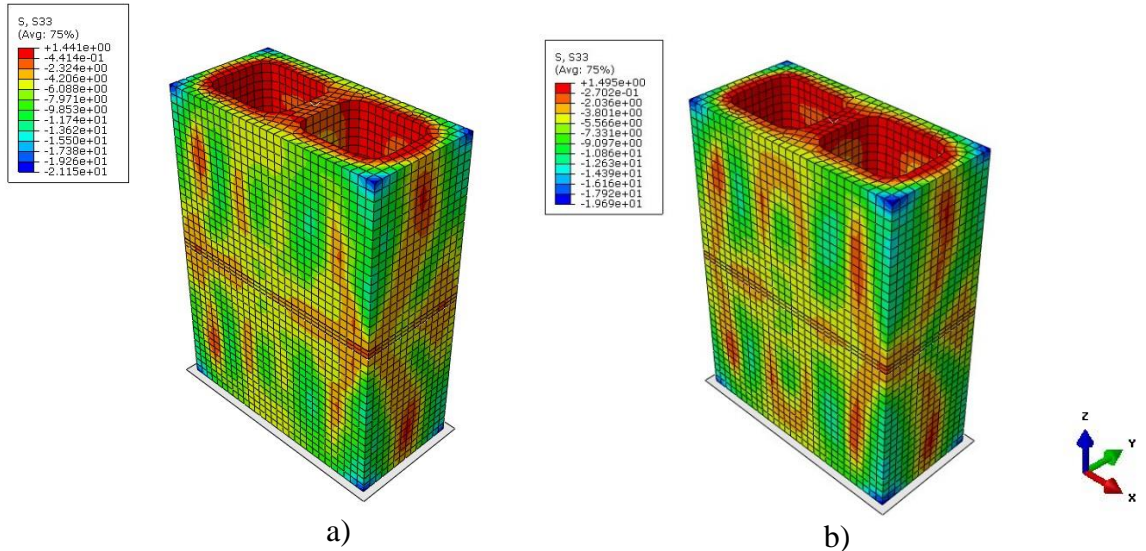 S, S33
(Avg: 75%)
+1.441e+00
-4.414e-01
-2.324e+00
-4.206e+00
-6.088e+00
-7.971e+00
-9.853e+00
-1.174e+01
-1.362e+01
-1.550e+01
-1.738e+01
-1.926e+01
-2.115e+01
S, S33
(Avg: 75%)
+1.495e+00
-2.702e-01
-2.036e+00
-3.801e+00
-5.566e+00
-7.331e+00
-9.097e+00
-1.086e+01
-1.263e+01
-1.439e+01
-1.616e+01
-1.792e+01
-1.969e+01
Z
Y
X
a)
b)